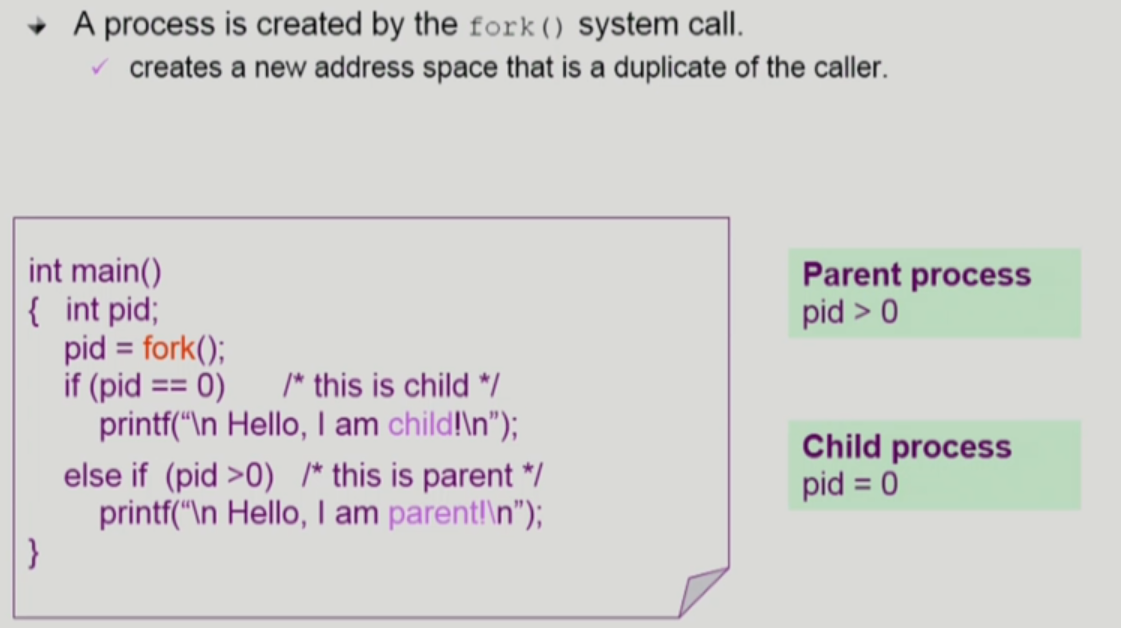 A process is created by the fork() system call.
creates a new address space that is a duplicate of the caller.
int main()
{ int pid;
pid = fork();
if (pid == 0) /* this is child */
printf(“\n Hello, I am child!\n”);
else if (pid >0) /* this is parent */
printf(“\n Hello, I am parent!\n”);
}
Parent process
pid > 0
Child process
pid = 0